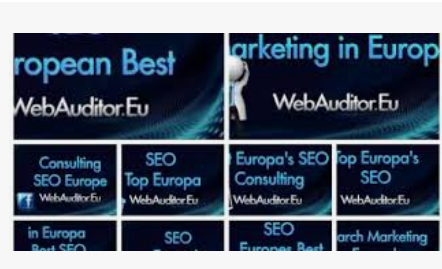 ropean Best
WebAuditor.Eu
arketing in Europ
WebAuditor.Eu
Consulting
SEO Europe
WebAuditor.Eu
SEO
Top Europa
WebAuditor.Eu
Europa's SEO
Consulting
WebAuditor.Eu
Top Europa's
SEO
WebAuditor.Eu
in Europa
Best SEO
SEO
SEO
Europes Best
arch Marketing